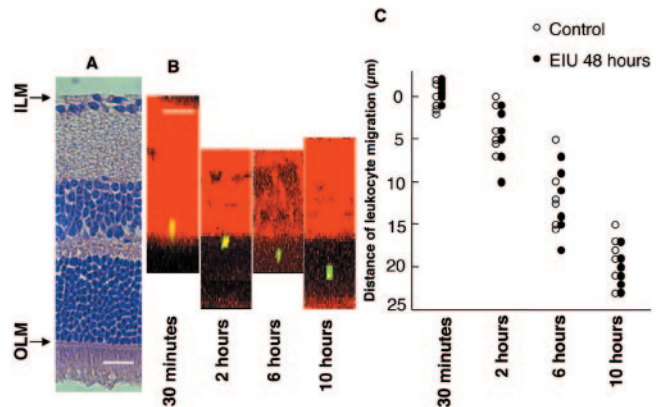 A
B
C
ILM
OLM
30 minutes
2 hours
6 hours
10 hours
Control
EIU 48 hours
Distance of leukocyte migration (μm)
0
5
10
15
20
25
30 minutes
2 hours
6 hours
10 hours